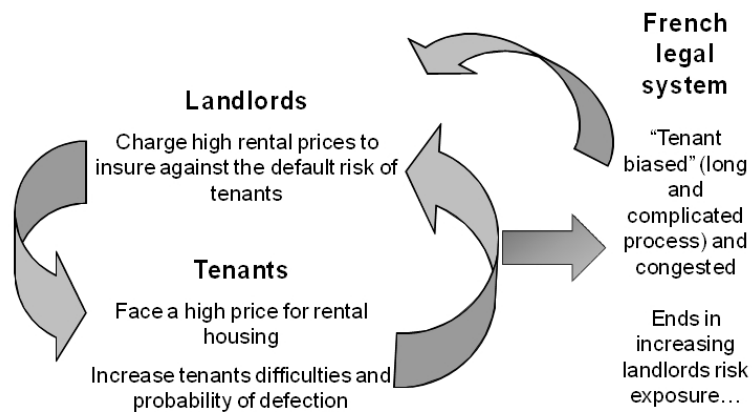 Landlords
Charge high rental prices to
insure against the default risk of
tenants
Tenants
Face a high price for rental
housing
Increase tenants difficulties and
probability of defection
French
legal
system
“Tenant
biased” (long
and
complicated
process) and
congested
Ends in
increasing
landlords risk
exposure…